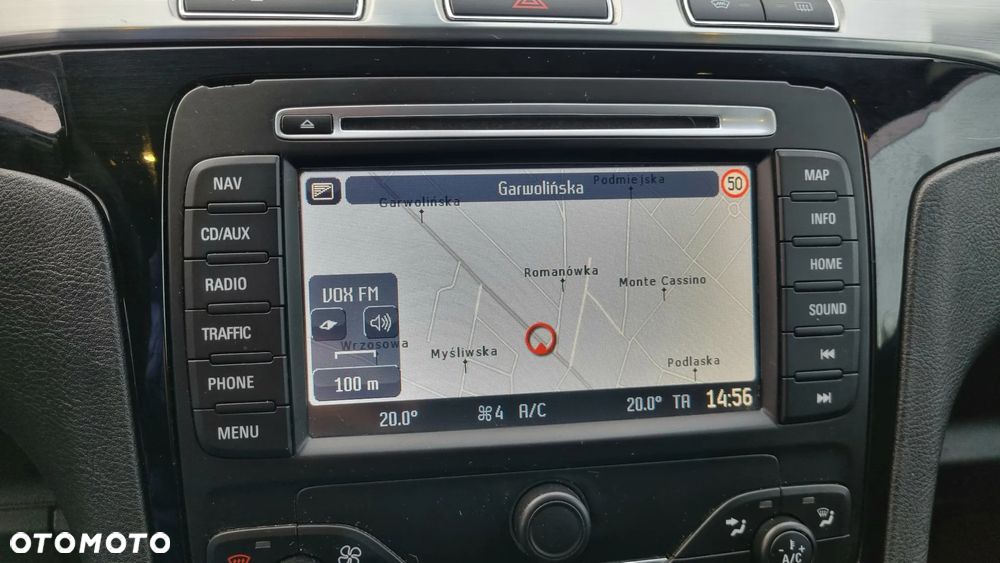 NAV
CD/AUX
RADIO
TRAFFIC
PHONE
MENU
Garwolińska
50
Podmiejska
Garwolińska
Romanówka
Monte Cassino
VOX FM
Wrzosowa
Myśliwska
Podlaska
100 m
20.0° 4 A/C 20.0° TA 14:56
MAP
INFO
HOME
SOUND
- +
A/C
OTOMOTO